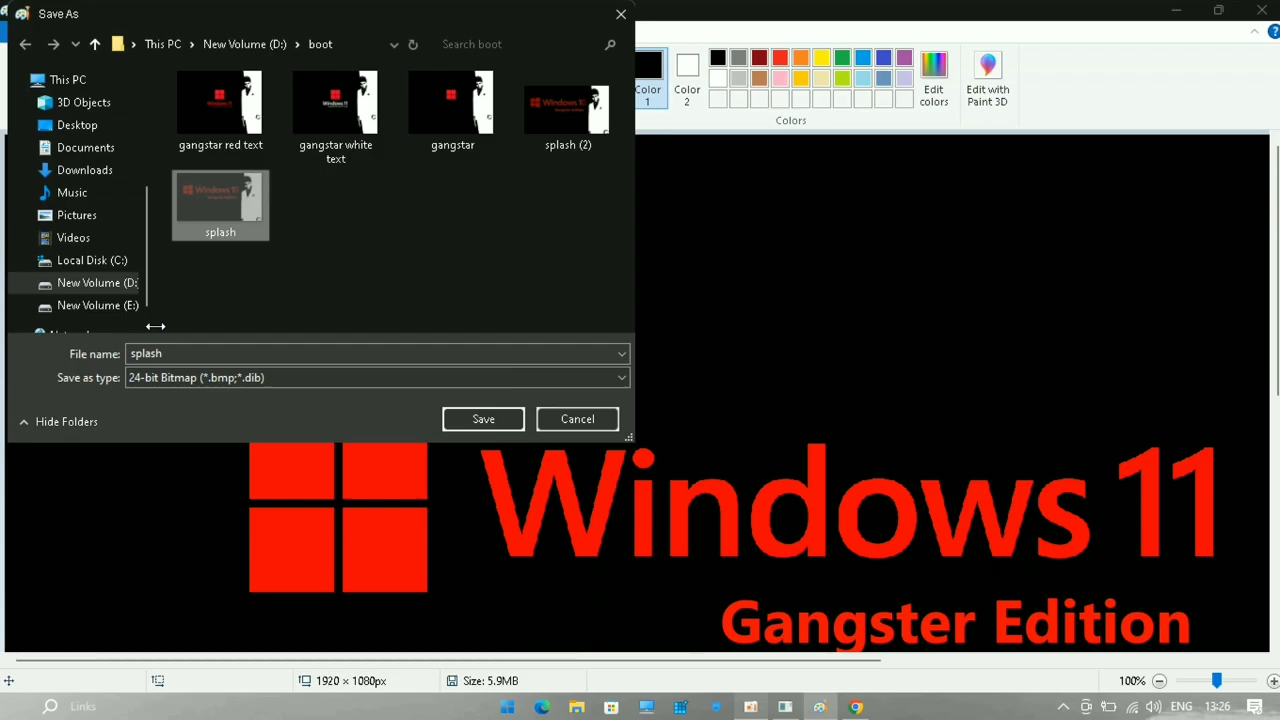 Save As
This PC
New Volume (D:)
boot
Search boot
This PC
3D Objects
Desktop
Documents
Downloads
Music
Pictures
Videos
Local Disk (C:)
New Volume (D:
New Volume (E:)
gangstar red text
gangstar white
text
gangstar
splash (2)
splash
File name:
splash
Save as type:
24-bit Bitmap (*.bmp;*.dib)
Hide Folders
Save
Cancel
Color
1
Color
2
Edit
colors
Edit with
Paint 3D
Colors
Windows 11
Gangster Edition
1920 × 1080px
Size: 5.9MB
100%
Links
ENG
13:26